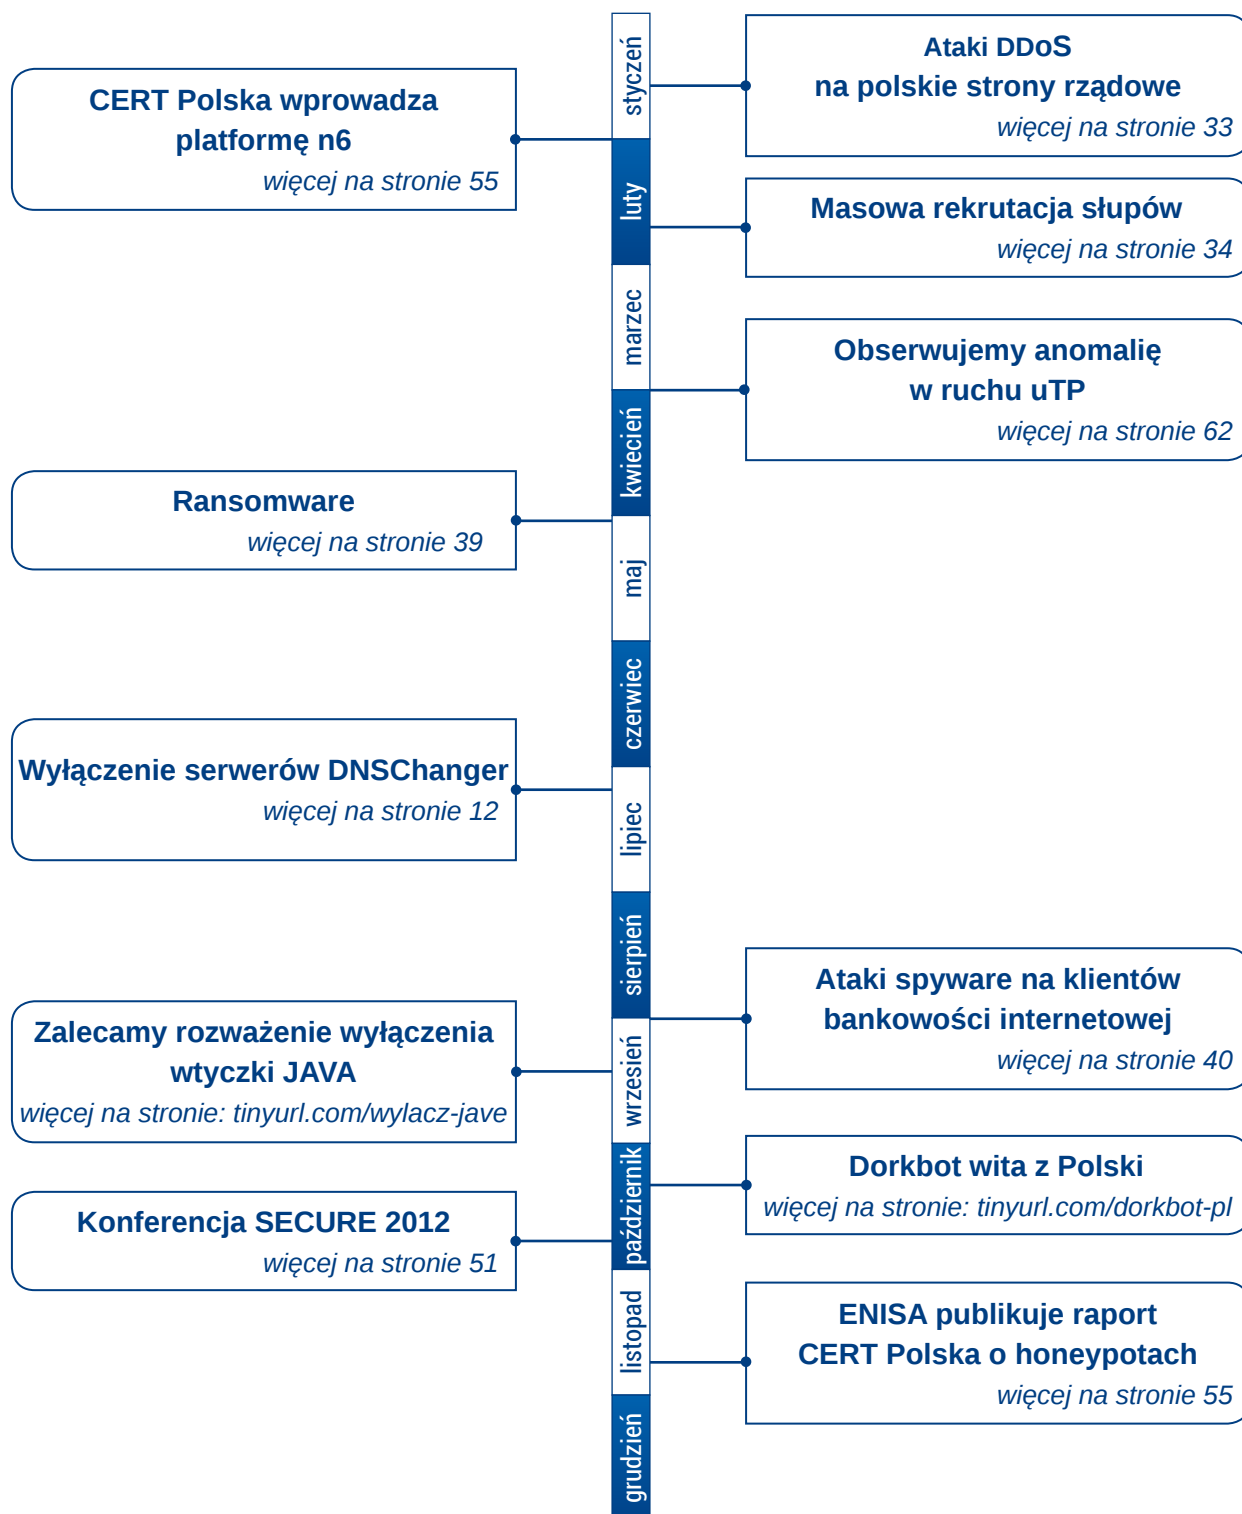 styczeń
luty
marzec
kwiecień
maj
czerwiec
lipiec
sierpień
wrzesień
październik
listopad
grudzień
CERT Polska wprowadza
platformę n6
więcej na stronie 55
Ransomware
więcej na stronie 39
Wyłączenie serwerów DNSChanger
więcej na stronie 12
Zalecamy rozważenie wyłączenia
wtyczki JAVA
więcej na stronie: tinyurl.com/wylacz-jave
Konferencja SECURE 2012
więcej na stronie 51
Ataki DDoS
na polskie strony rządowe
więcej na stronie 33
Masowa rekrutacja słupów
więcej na stronie 34
Obserwujemy anomalię
w ruchu uTP
więcej na stronie 62
Ataki spyware na klientów
bankowości internetowej
więcej na stronie 40
Dorkbot wita z Polski
więcej na stronie: tinyurl.com/dorkbot-pl
ENISA publikuje raport
CERT Polska o honeypotach
więcej na stronie 55